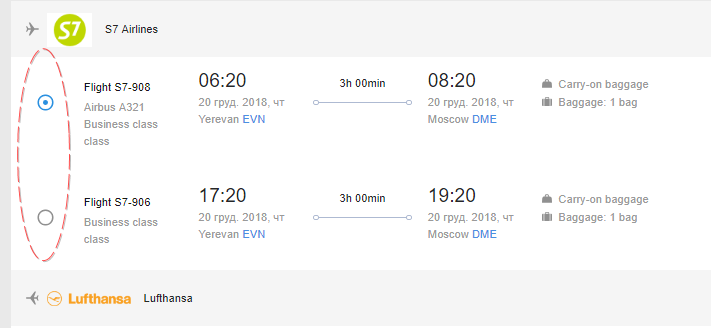 S7 S7 Airlines
Flight S7-908
Airbus A321
Business class
class
06:20
20 груд. 2018, чт
Yerevan EVN
3h 00min
08:20
20 груд. 2018, чт
Moscow DME
Carry-on baggage
Baggage: 1 bag
Flight S7-906
Business class
class
17:20
20 груд. 2018, чт
Yerevan EVN
3h 00min
19:20
20 груд. 2018, чт
Moscow DME
Carry-on baggage
Baggage: 1 bag
Lufthansa Lufthansa